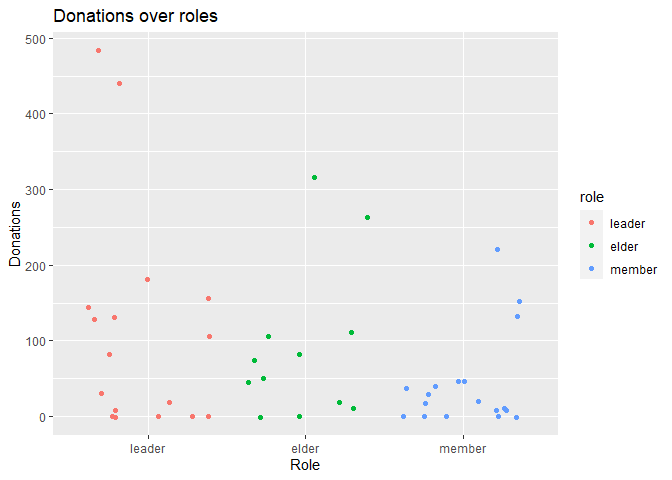 Donations over roles
500
400
300
200
100
0
Donations
leader
elder
member
Role
role
leader
elder
member